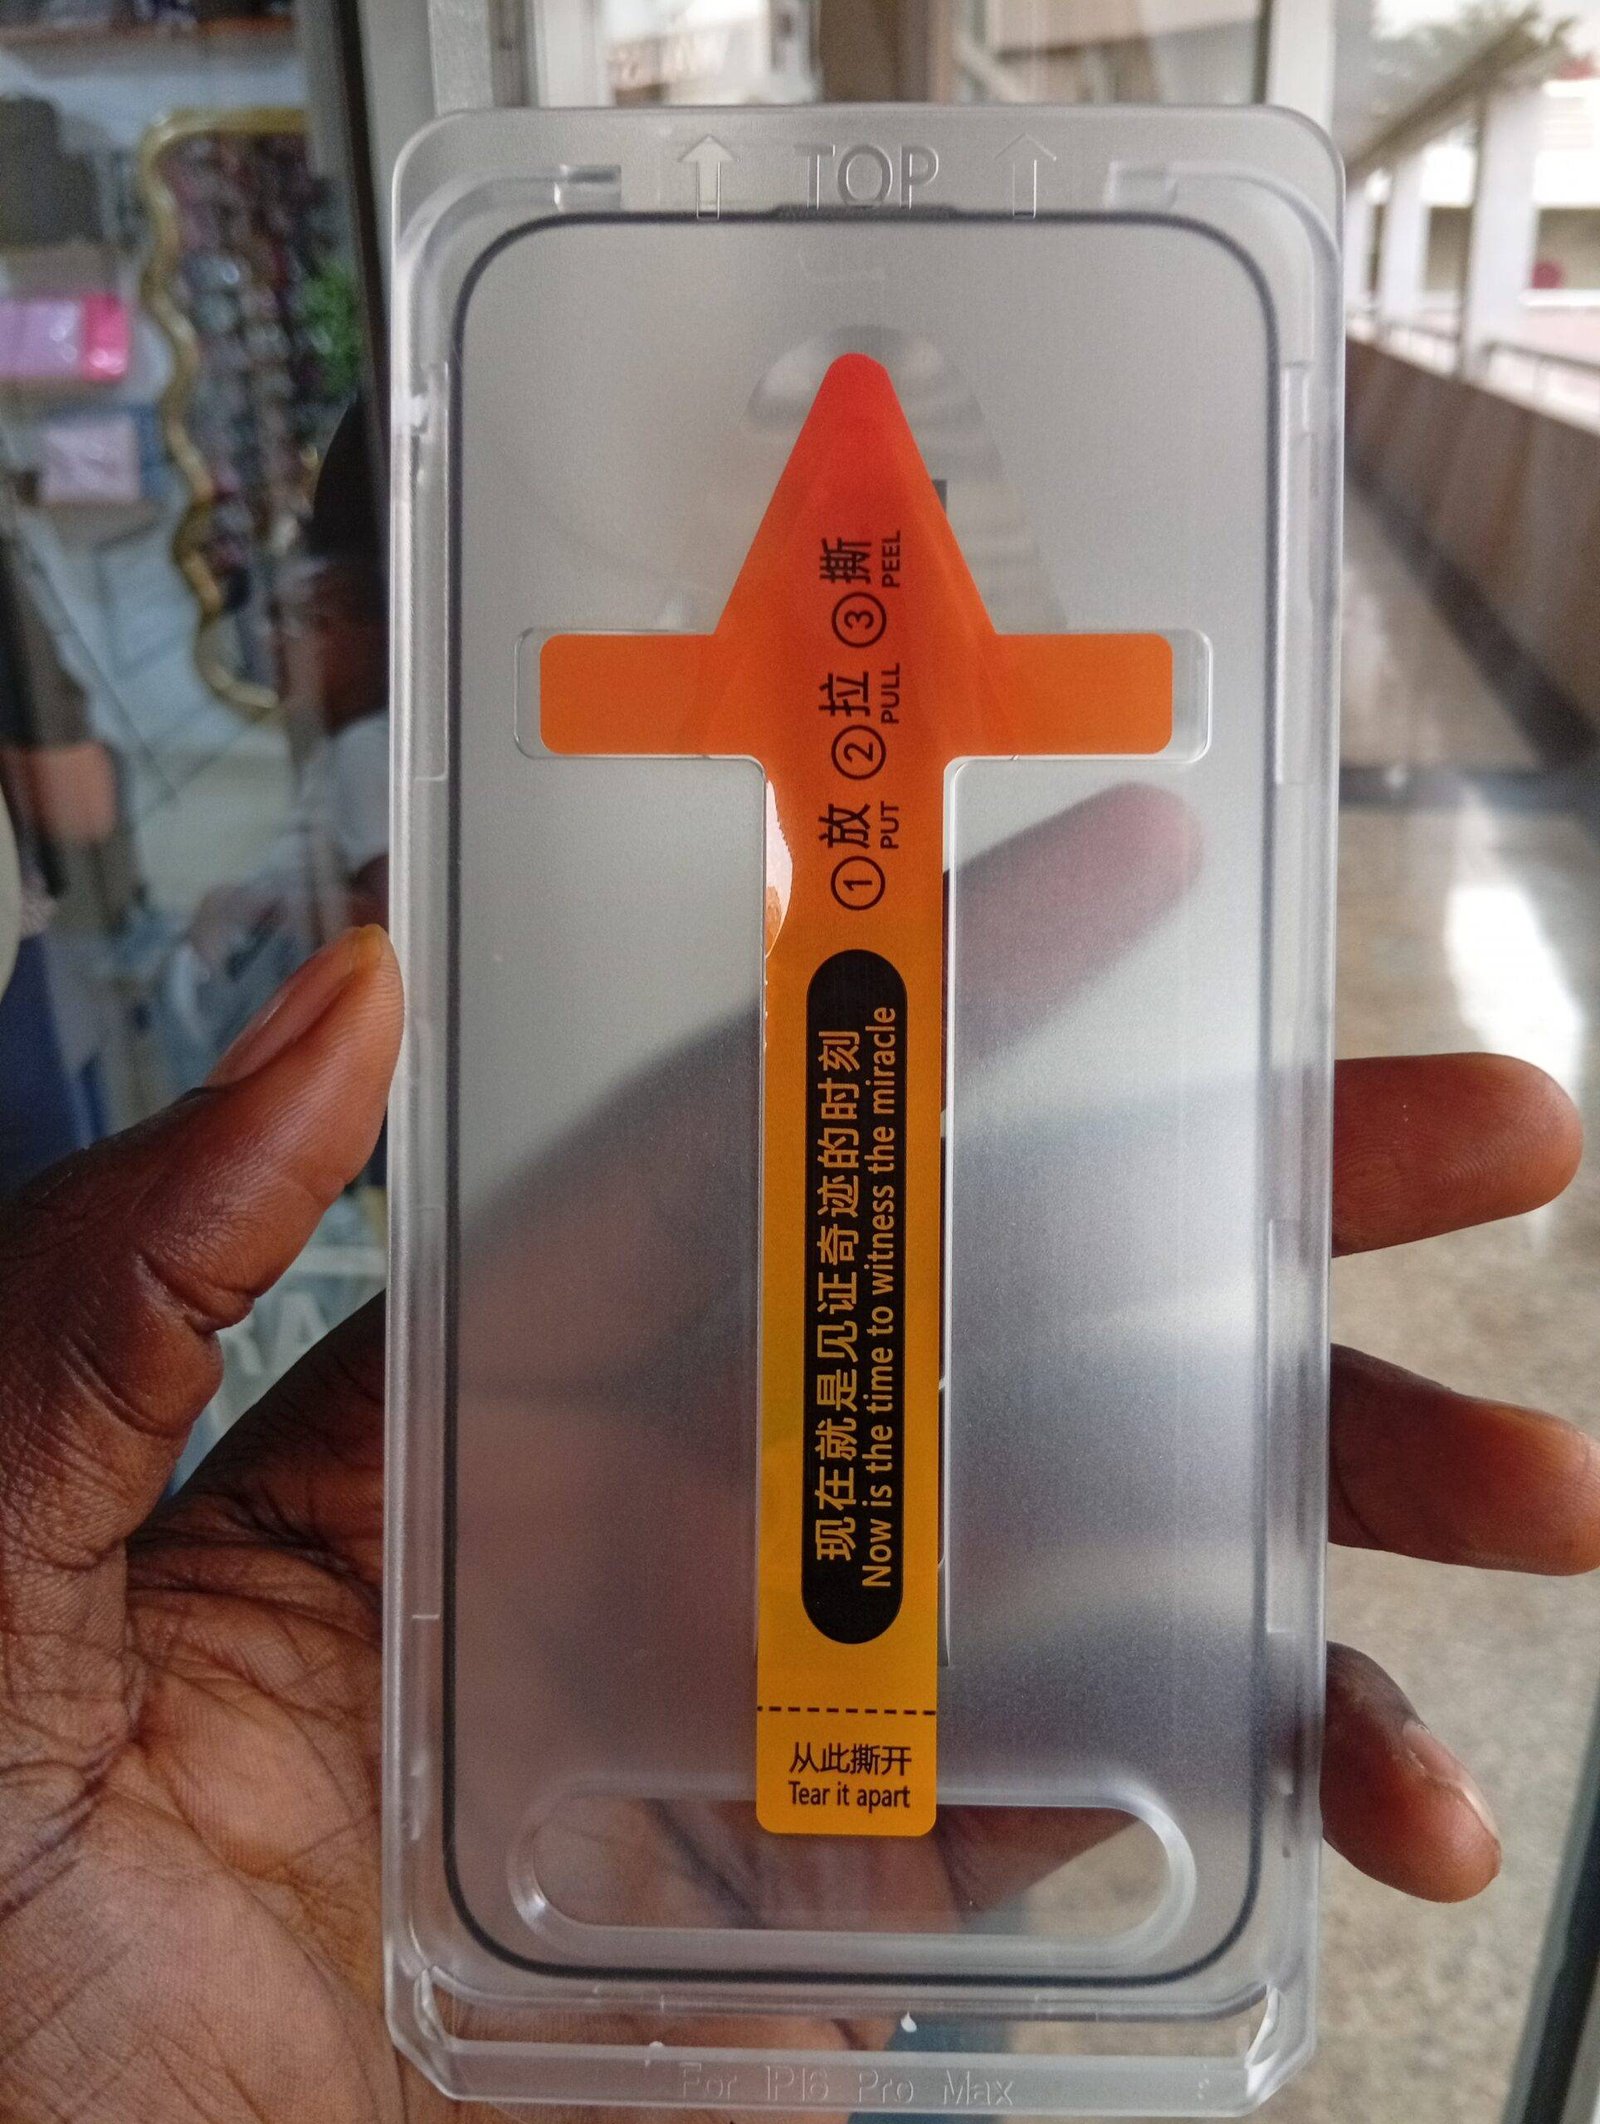 TOP
①放 ②拉 ③撕
PUT PULL PEEL
现在就是见证奇迹的时刻
Now is the time to witness the miracle
从此撕开
Tear it apart
For IP16 Pro Max